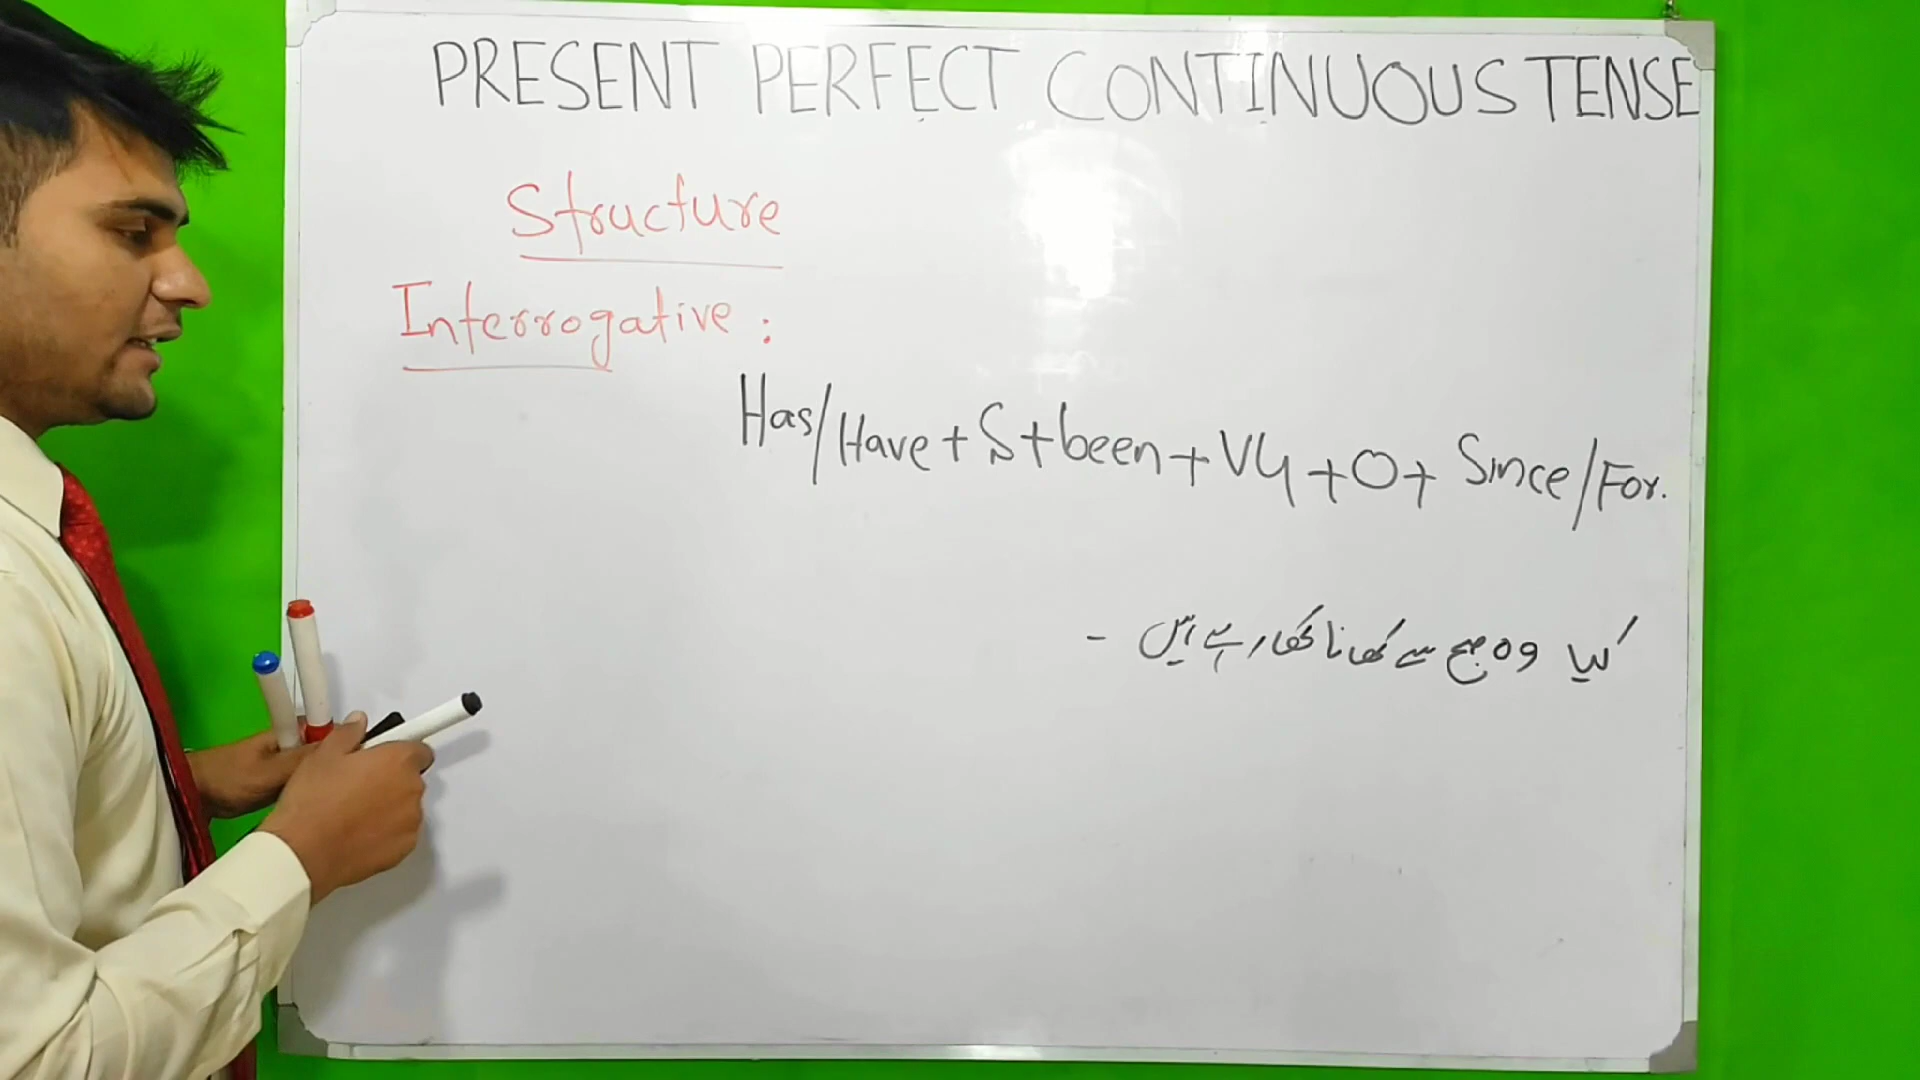 PRESENT PERFECT CONTINUOUS TENSE
Structure
Interrogative :
Has/Have + S + been + V4 + O + Since/For.
کیا وہ صبح سے کھانا کھا رہے ہیں -